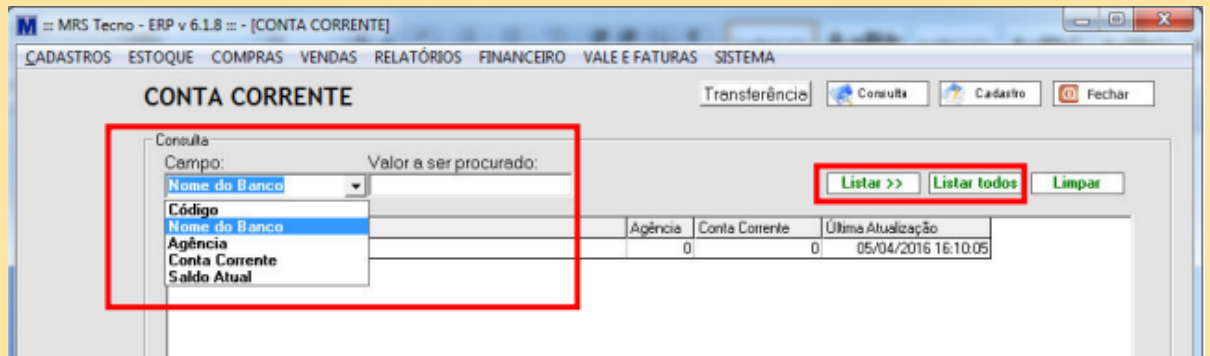 M ::: MRS Tecno - ERP v 6.1.8 ::: - [CONTA CORRENTE]
CADASTROS ESTOQUE COMPRAS VENDAS RELATÓRIOS FINANCEIRO VALE E FATURAS SISTEMA
CONTA CORRENTE Transferência Consulta Cadastro Fechar
Consulta
Campo: Valor a ser procurado:
Nome do Banco Listar >> Listar todos Limpar
Código
Nome do Banco Agência Conta Corrente Última Atualização
Agência 0 0 05/04/2016 16:10:05
Conta Corrente
Saldo Atual